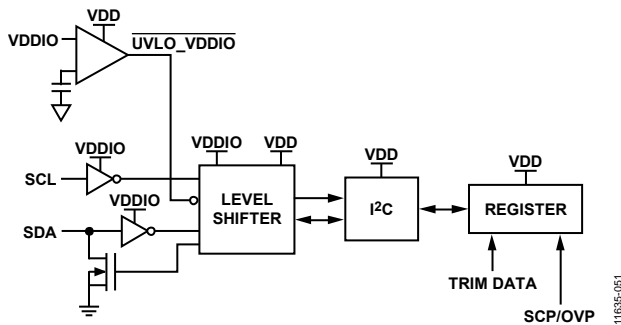 VDD
VDDIO
UVLO_VDDIO
VDDIO
VDDIO
VDD
VDD
VDD
SCL
LEVEL
SHIFTER
I²C
REGISTER
VDDIO
SDA
TRIM DATA
SCP/OVP
11635-051